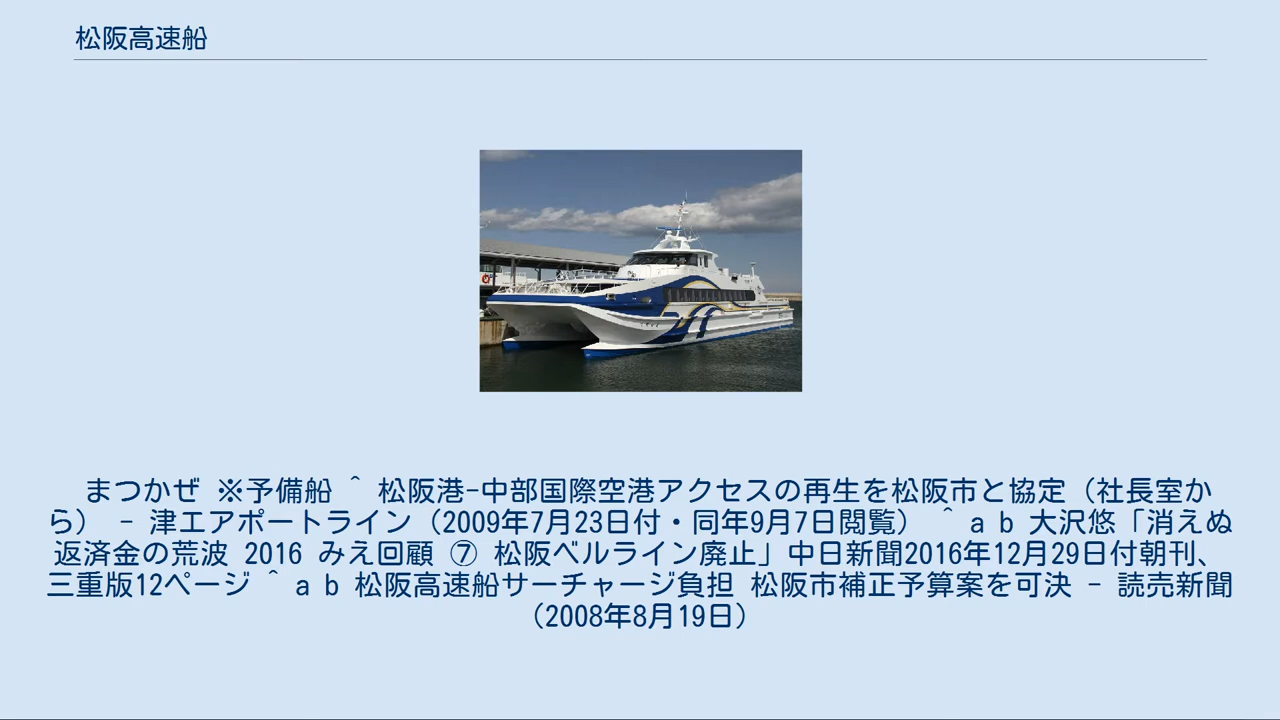 松阪高速船
まつかぜ ※予備船 ^ 松阪港-中部国際空港アクセスの再生を松阪市と協定（社長室か
ら） - 津エアポートライン（2009年7月23日付・同年9月7日閲覧） ^ a b 大沢悠「消えぬ
返済金の荒波 2016 みえ回顧 ⑦ 松阪ベルライン廃止」中日新聞2016年12月29日付朝刊、
三重版12ページ ^ a b 松阪高速船サーチャージ負担 松阪市補正予算案を可決 - 読売新聞
（2008年8月19日）